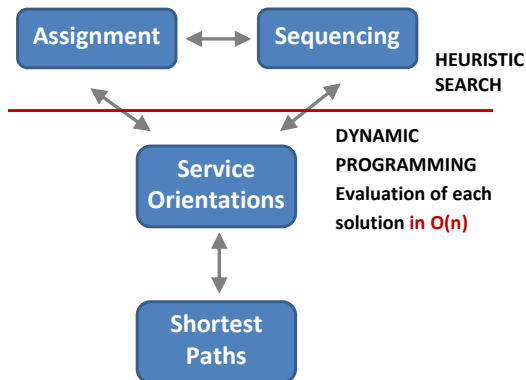 Assignment
Sequencing
HEURISTIC
SEARCH
DYNAMIC
PROGRAMMING
Evaluation of each
solution in O(n)
Service
Orientations
Shortest
Paths